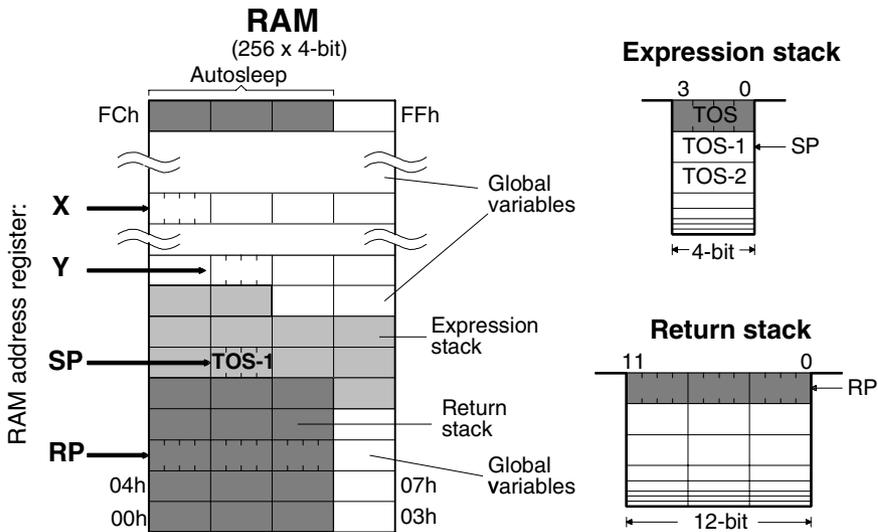 RAM
(256 x 4-bit)
Autosleep
FCh
FFh
RAM address register:
X
Y
SP
TOS-1
RP
04h
00h
07h
03h
Global
variables
Expression
stack
Return
stack
Global
variables
Expression stack
3 0
TOS
TOS-1
SP
TOS-2
4-bit
Return stack
11 0
RP
12-bit